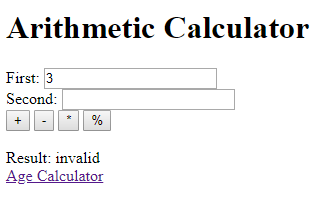 Arithmetic Calculator
First: 3
Second:
+ - * %
Result: invalid
Age Calculator